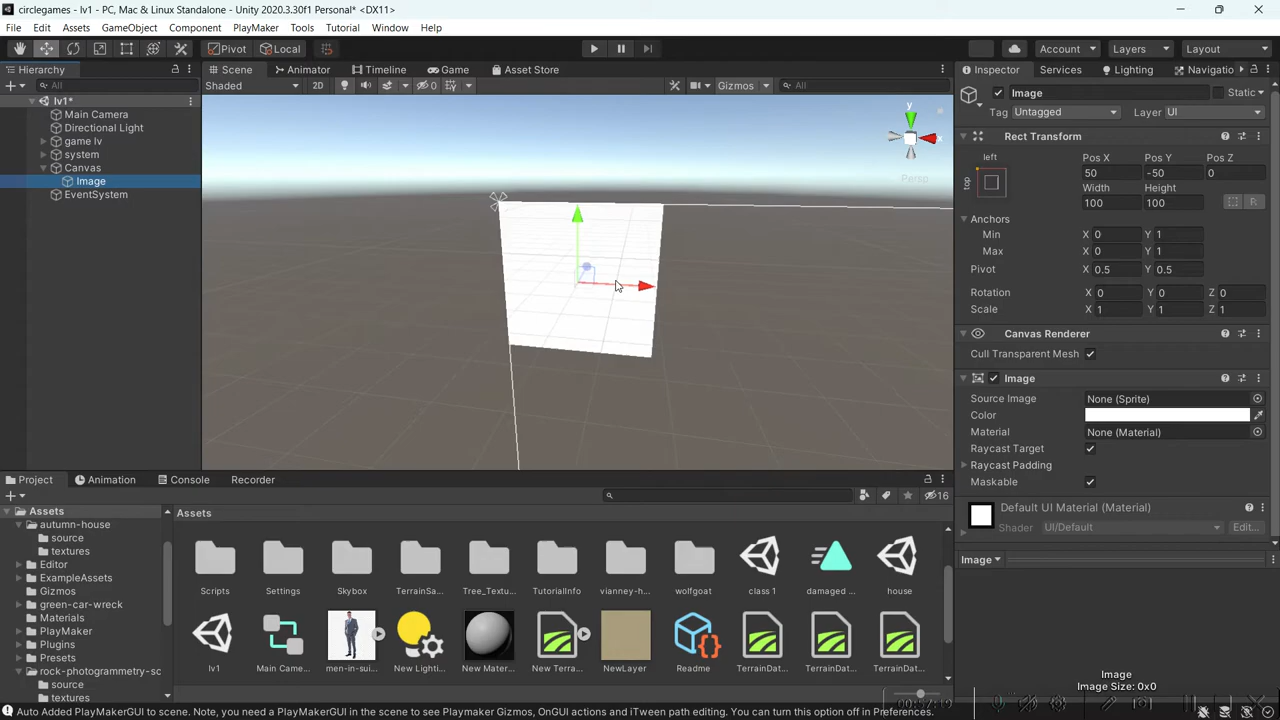 circlegames - lv1 - PC, Mac & Linux Standalone - Unity 2020.3.30f1 Personal* <DX11>
File Edit Assets GameObject Component PlayMaker Tools Tutorial Window Help
Pivot Local Account Layers Layout
Hierarchy Scene Animator Timeline Game Asset Store Inspector Services Lighting Navigatio
All Shaded 2D 0 Gizmos All Image Static
lv1*
Main Camera
Directional Light
game lv
system
Canvas
Image
EventSystem
y
x
Persp
Tag Untagged Layer UI
Rect Transform
left Pos X Pos Y Pos Z
top 50 -50 0
Width Height
100 100 R
Anchors
Min X 0 Y 1
Max X 0 Y 1
Pivot X 0.5 Y 0.5
Rotation X 0 Y 0 Z 0
Scale X 1 Y 1 Z 1
Canvas Renderer
Cull Transparent Mesh
Image
Source Image None (Sprite)
Color
Material None (Material)
Raycast Target
Raycast Padding
Maskable
Default UI Material (Material)
Shader UI/Default Edit...
Image
Image
Image Size: 0x0
Project Animation Console Recorder
16
Assets
autumn-house
source
textures
Editor
ExampleAssets
Gizmos
green-car-wreck
Materials
PlayMaker
Plugins
Presets
rock-photogrammetry-sc
source
textures
Assets
Scripts Settings Skybox TerrainSa... Tree_Textu... TutorialInfo vianney-h... wolfgoat class 1 damaged ... house
lv1 Main Came... men-in-sui... New Lighti... New Mater... New Terra... NewLayer Readme TerrainDat... TerrainDat... TerrainDat...
Auto Added PlayMakerGUI to scene. Note, you need a PlayMakerGUI in the scene to see Playmaker Gizmos, OnGUI actions and iTween path editing. You can turn this option off in Preferences.